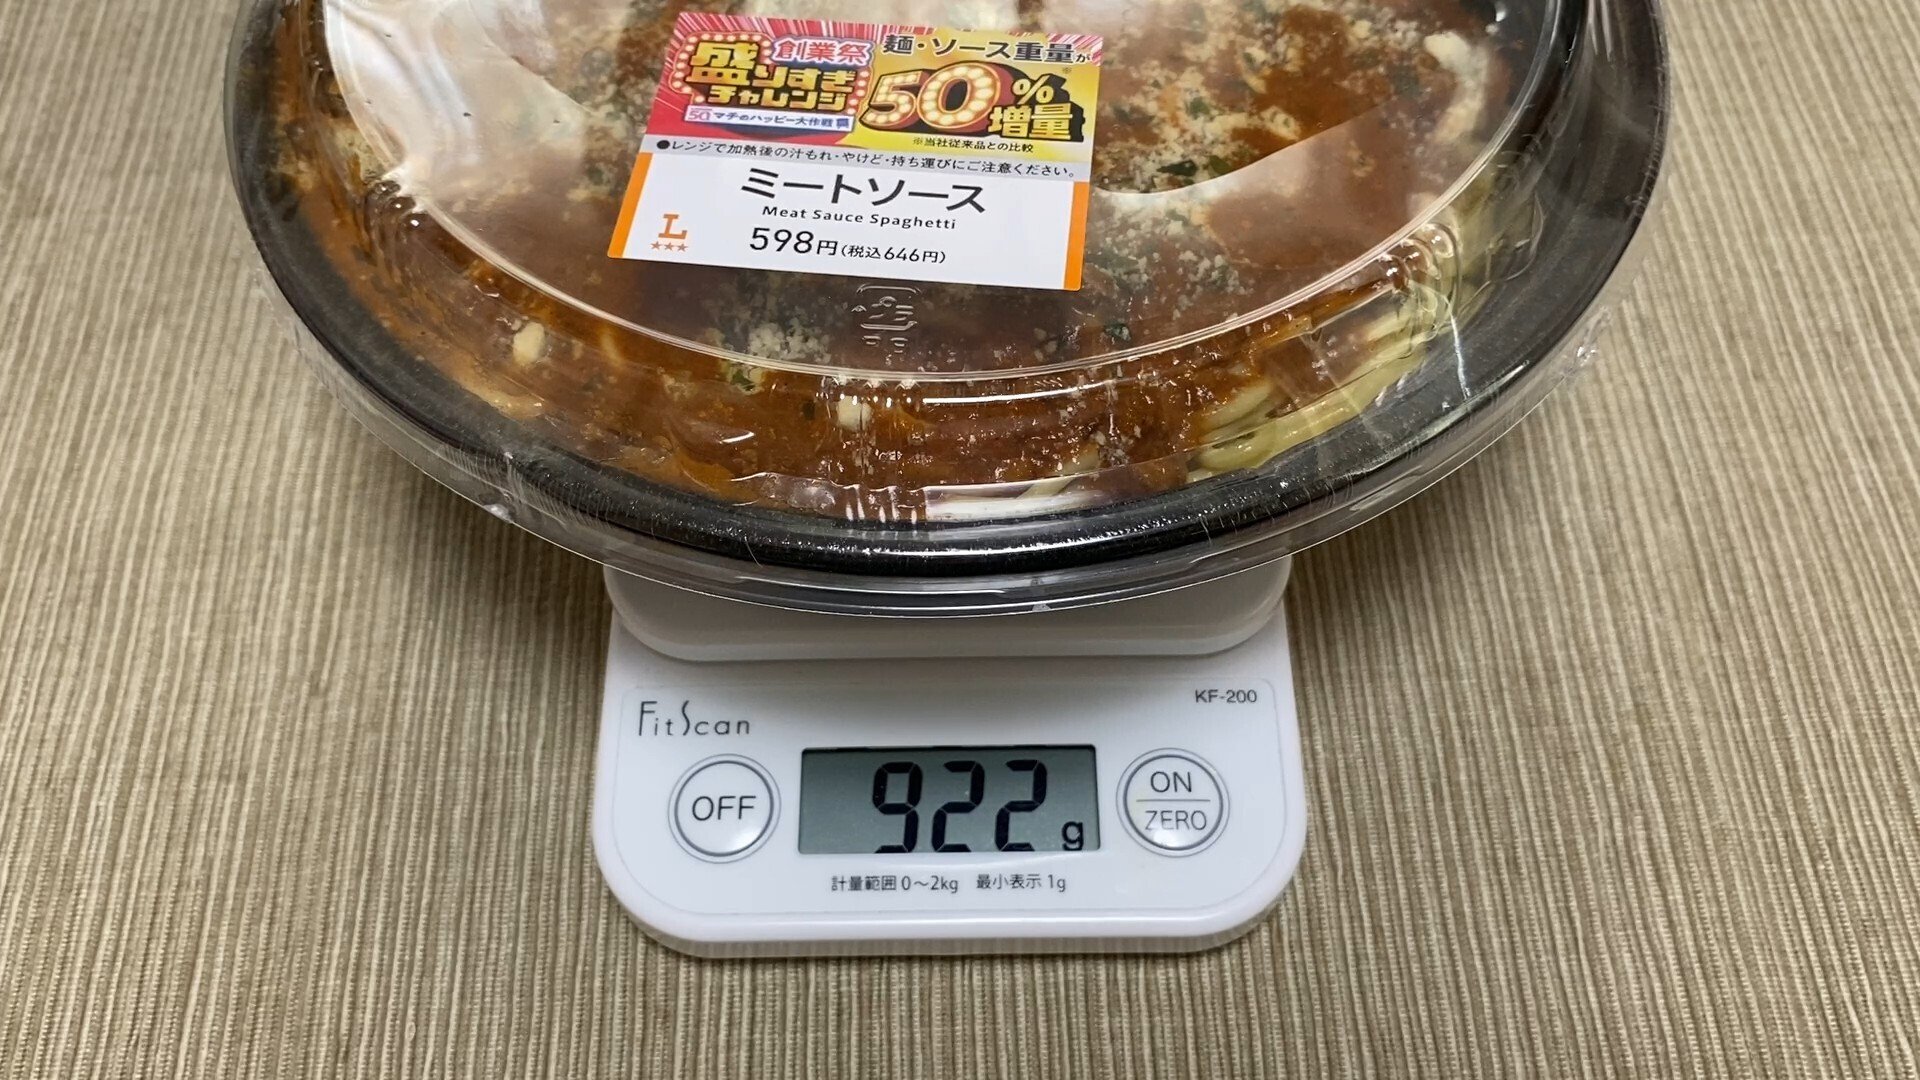 創業祭
盛りすぎ
チャレンジ
50 マチのハッピー大作戦
麺・ソース重量が
※
50%増量
※当社従来品との比較
●レンジで加熱後の汁もれ・やけど・持ち運びにご注意ください。
ミートソース
Meat Sauce Spaghetti
L
★★★
598円(税込646円)
FitScan
KF-200
OFF
922g
ON
ZERO
計量範囲 0～2kg 最小表示 1g